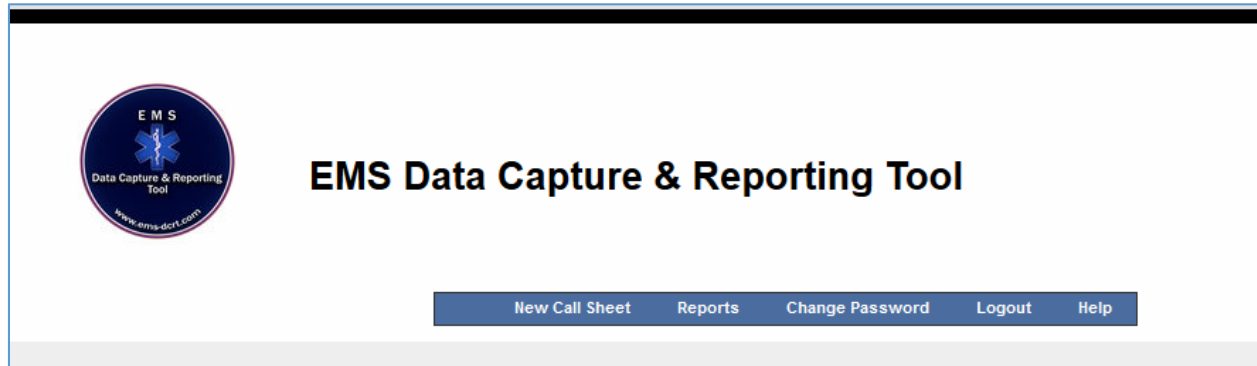 E M S
Data Capture & Reporting
Tool
www.ems-dcrt.com
EMS Data Capture & Reporting Tool
New Call Sheet Reports Change Password Logout Help